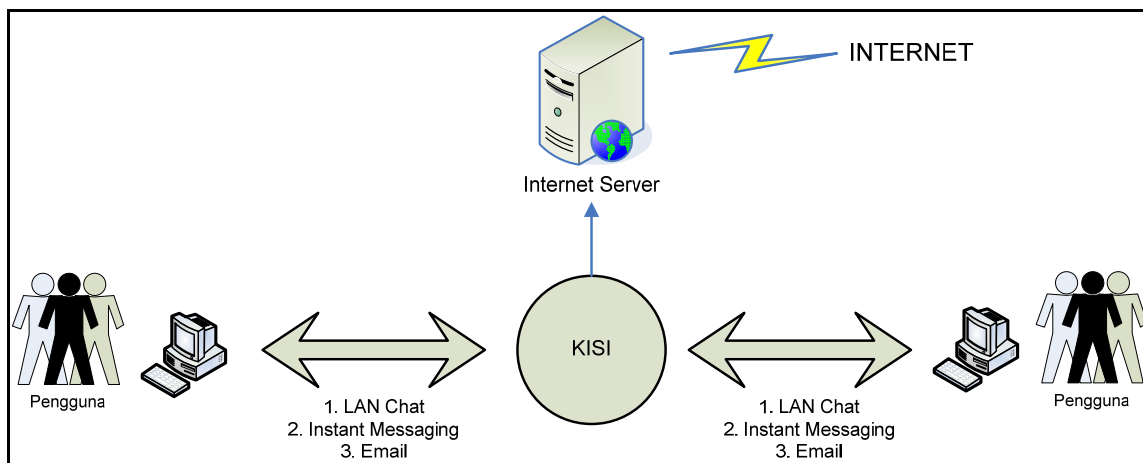 INTERNET
Internet Server
KISI
Pengguna
1. LAN Chat
2. Instant Messaging
3. Email
1. LAN Chat
2. Instant Messaging
3. Email
Pengguna